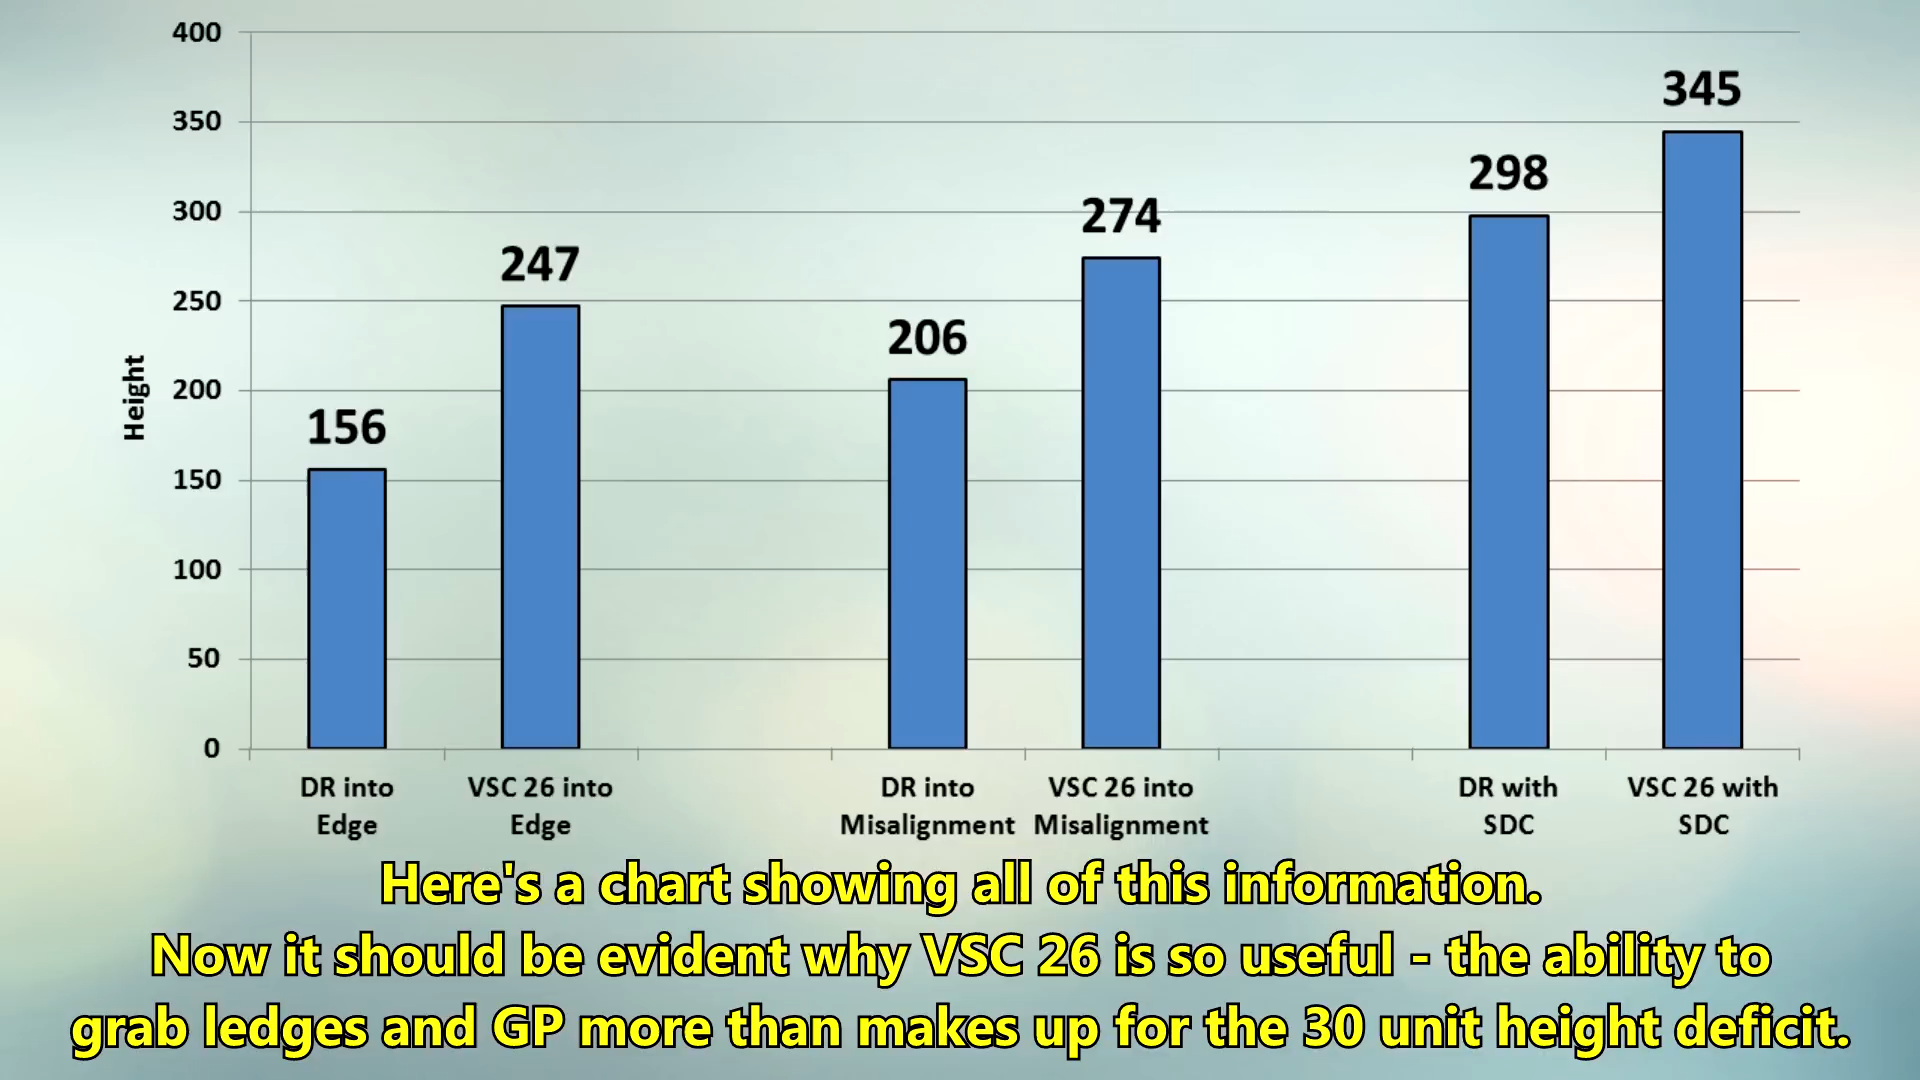 400
350
300
250
200
150
100
50
0
Height
156
247
206
274
298
345
DR into
Edge
VSC 26 into
Edge
DR into
Misalignment
VSC 26 into
Misalignment
DR with
SDC
VSC 26 with
SDC
Here's a chart showing all of this information.
Now it should be evident why VSC 26 is so useful - the ability to
grab ledges and GP more than makes up for the 30 unit height deficit.